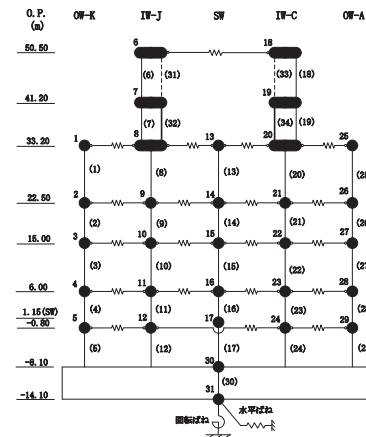 O.P. (m) OW-K IW-J SW IW-C OW-A
50.50 6 18
(6) (31) (33) (18)
41.20 7 19
(7) (32) (34) (19)
33.20 1 8 13 20 25
(1) (8) (13) (20)
22.50 2 9 14 21 26
(2) (9) (14) (21)
15.00 3 10 15 22 27
(3) (10) (15) (22)
6.00 4 11 16 23 28
(4) (11) (16) (23)
1.15(SW) 17
-0.80 5 12 24 29
(5) (12) (17) (24)
-8.10 30
(30)
-14.10 31
回転ばね 水平ばね